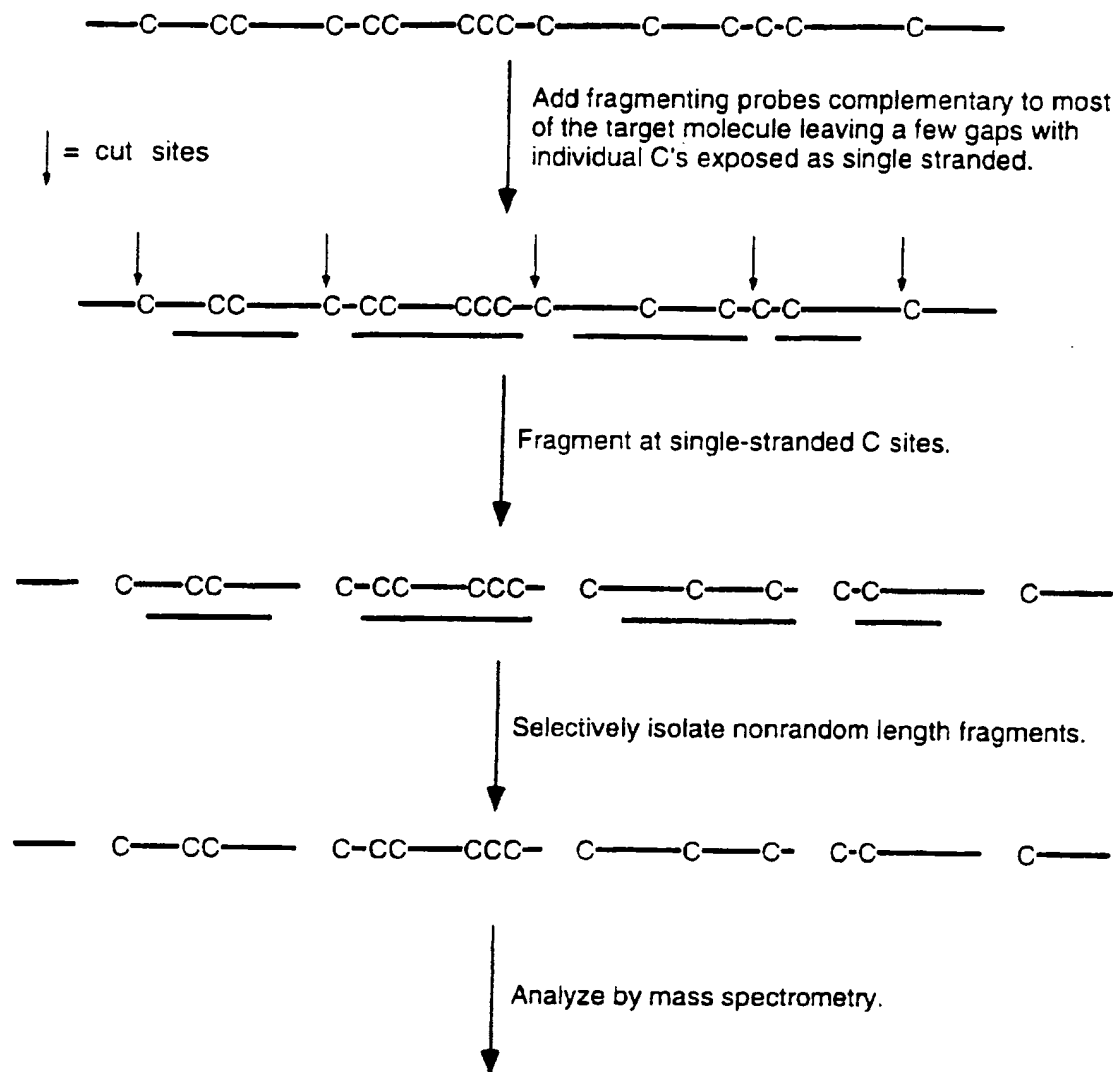 C CC C-CC CCC-C C C-C-C C
Add fragmenting probes complementary to most
of the target molecule leaving a few gaps with
individual C's exposed as single stranded.
= cut sites
C CC C-CC CCC-C C C-C-C C
Fragment at single-stranded C sites.
C CC C-CC CCC- C C C- C-C C
Selectively isolate nonrandom length fragments.
C CC C-CC CCC- C C C- C-C C
Analyze by mass spectrometry.